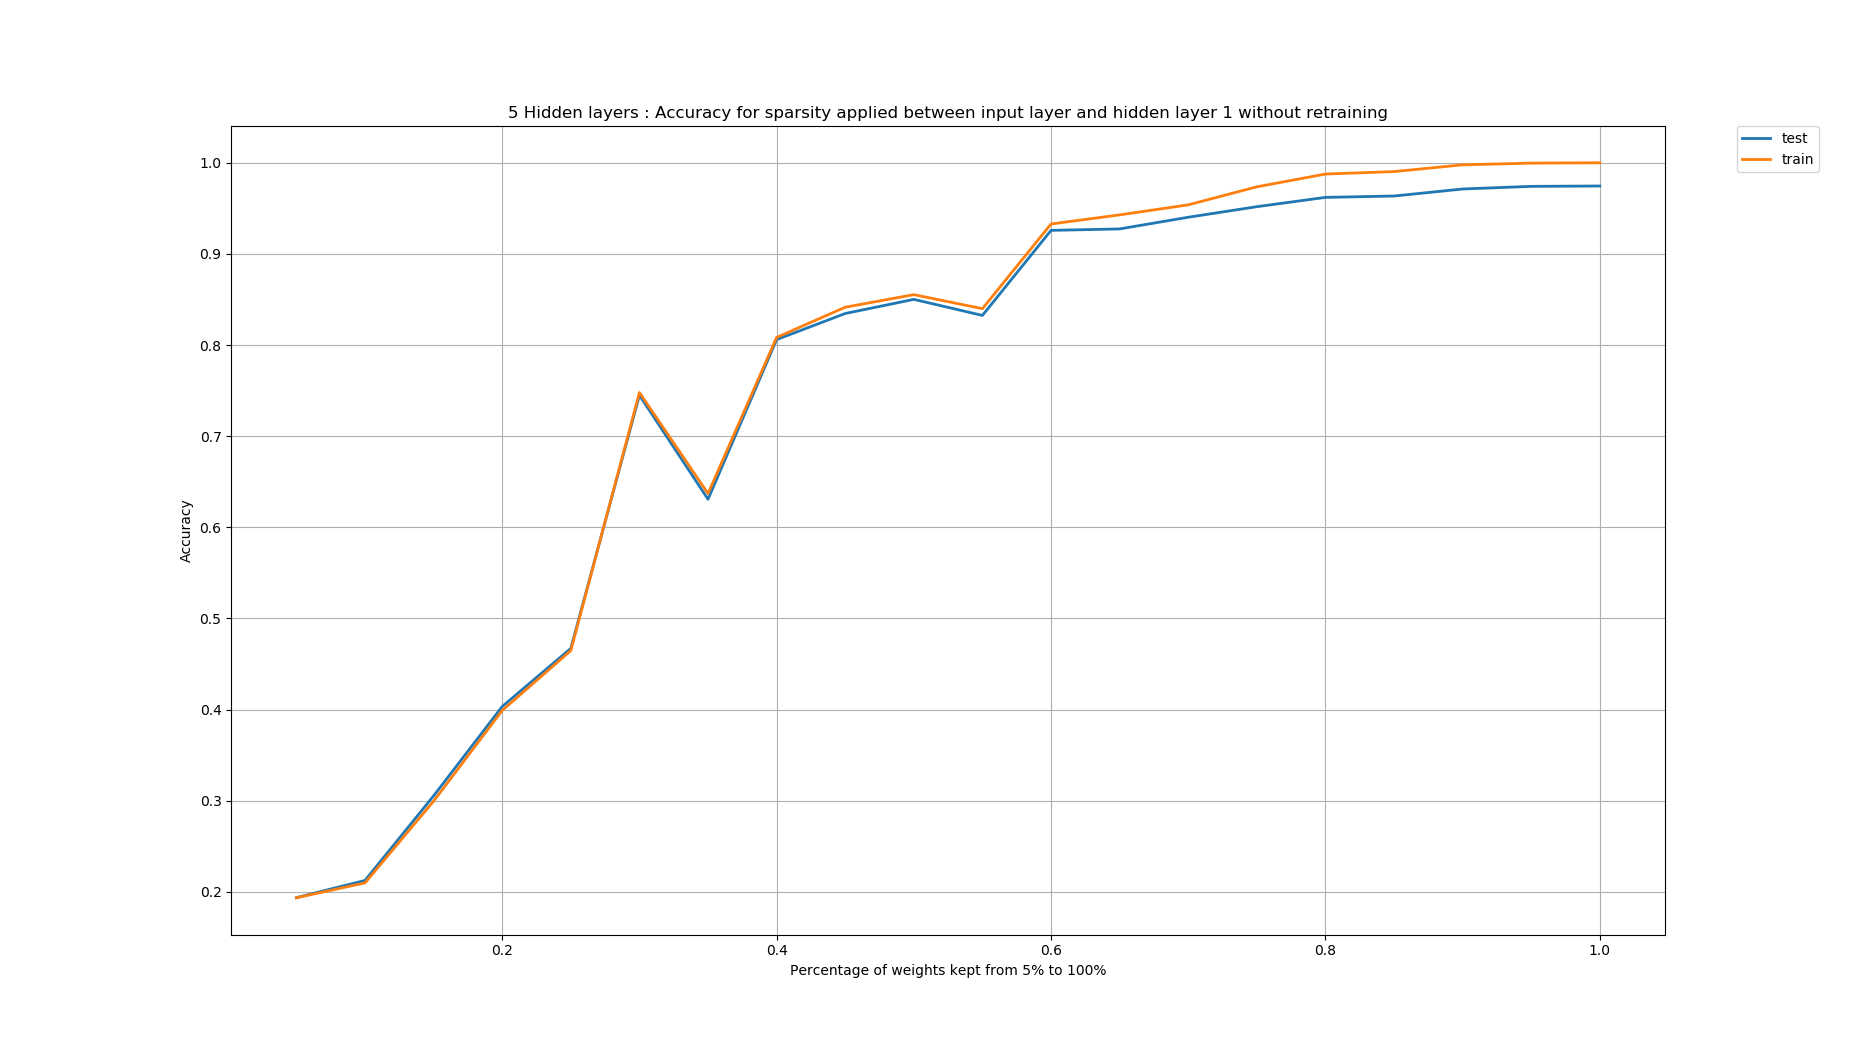 5 Hidden layers : Accuracy for sparsity applied between input layer and hidden layer 1 without retraining
test
train
1.0
0.9
0.8
0.7
0.6
0.5
0.4
0.3
0.2
Accuracy
0.2 0.4 0.6 0.8 1.0
Percentage of weights kept from 5% to 100%